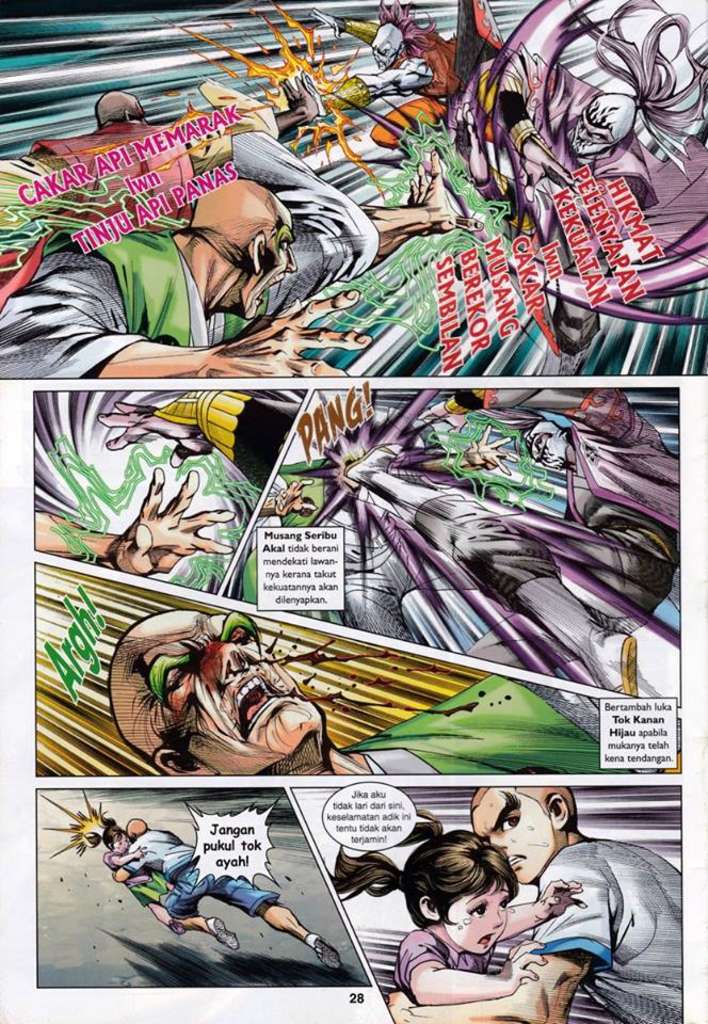 CAKAR API MEMARAK
lwn
TINJU API PANAS
HIKMAT
PELENYAPAN
KEKUATAN
lwn
CAKAR
MUSANG
BEREKOR
SEMBILAN
PANG!
Musang Seribu
Akal tidak berani
mendekati lawan-
nya kerana takut
kekuatannya akan
dilenyapkan.
Argh!
Bertambah luka
Tok Kanan
Hijau apabila
mukanya telah
kena tendangan.
Jangan
pukul tok
ayah!
Jika aku
tidak lari dari sini,
keselamatan adik ini
tentu tidak akan
terjamin!
28